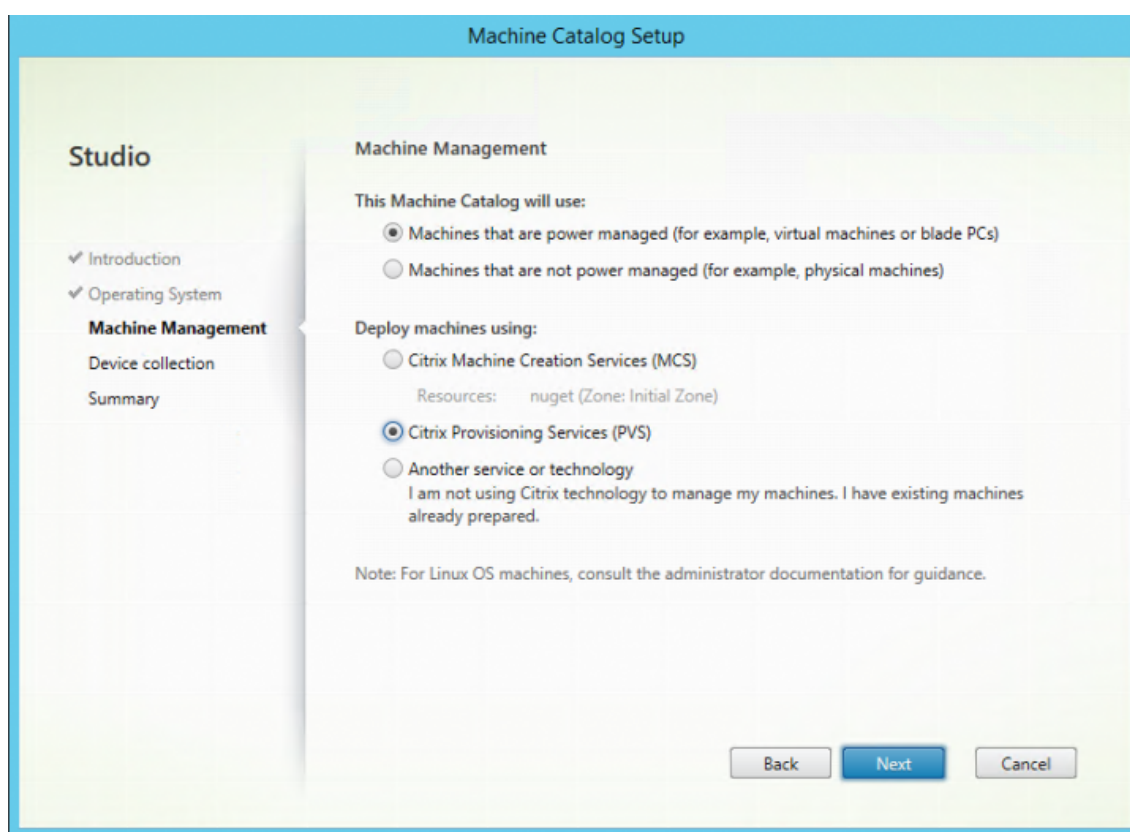 Machine Catalog Setup
Studio
Introduction
Operating System
Machine Management
Device collection
Summary
Machine Management
This Machine Catalog will use:
Machines that are power managed (for example, virtual machines or blade PCs)
Machines that are not power managed (for example, physical machines)
Deploy machines using:
Citrix Machine Creation Services (MCS)
Resources: nuget (Zone: Initial Zone)
Citrix Provisioning Services (PVS)
Another service or technology
I am not using Citrix technology to manage my machines. I have existing machines
already prepared.
Note: For Linux OS machines, consult the administrator documentation for guidance.
Back Next Cancel